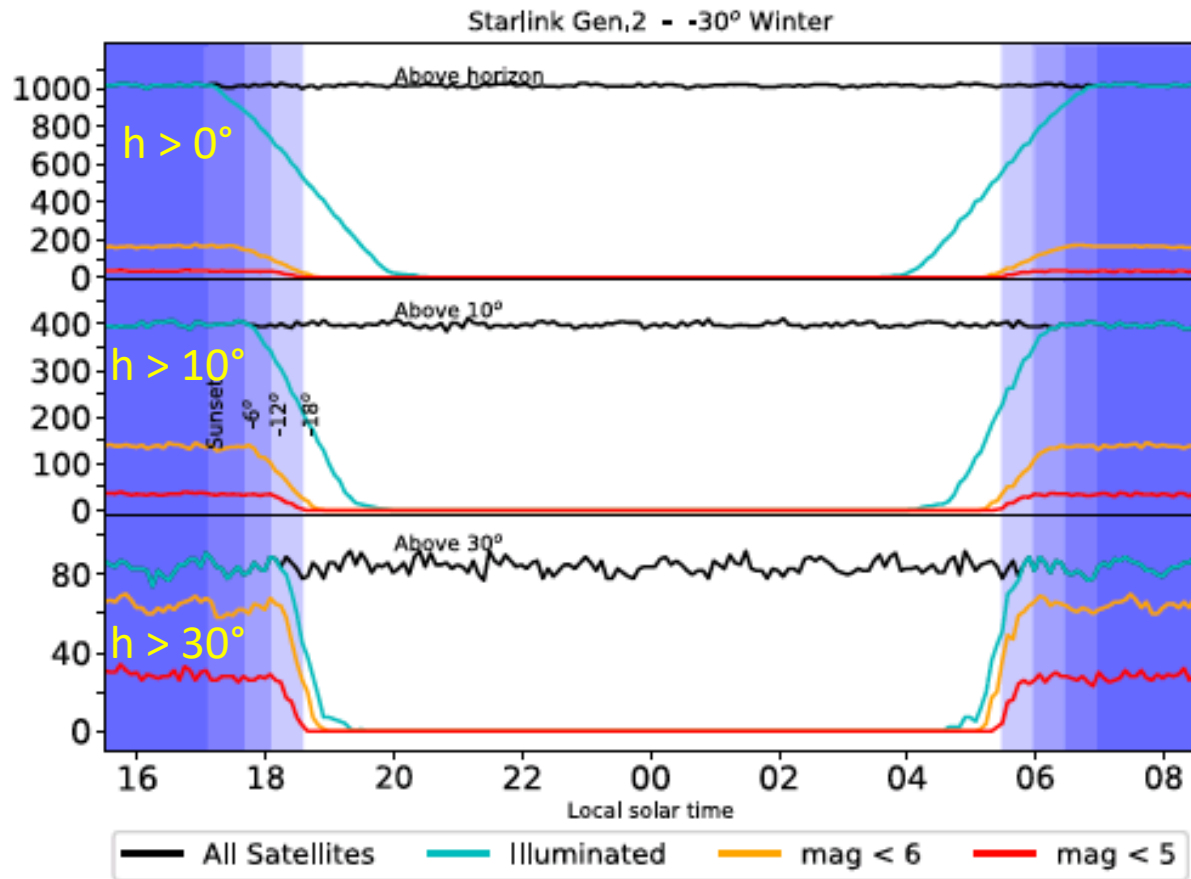 Starlink Gen.2 - -30° Winter
Above horizon
1000
800
600
400
200
0
h > 0°
Above 10°
400
300
200
100
0
h > 10°
Sunset
-6°
-12°
-18°
Above 30°
80
40
0
h > 30°
16 18 20 22 00 02 04 06 08
Local solar time
All Satellites Illuminated mag < 6 mag < 5